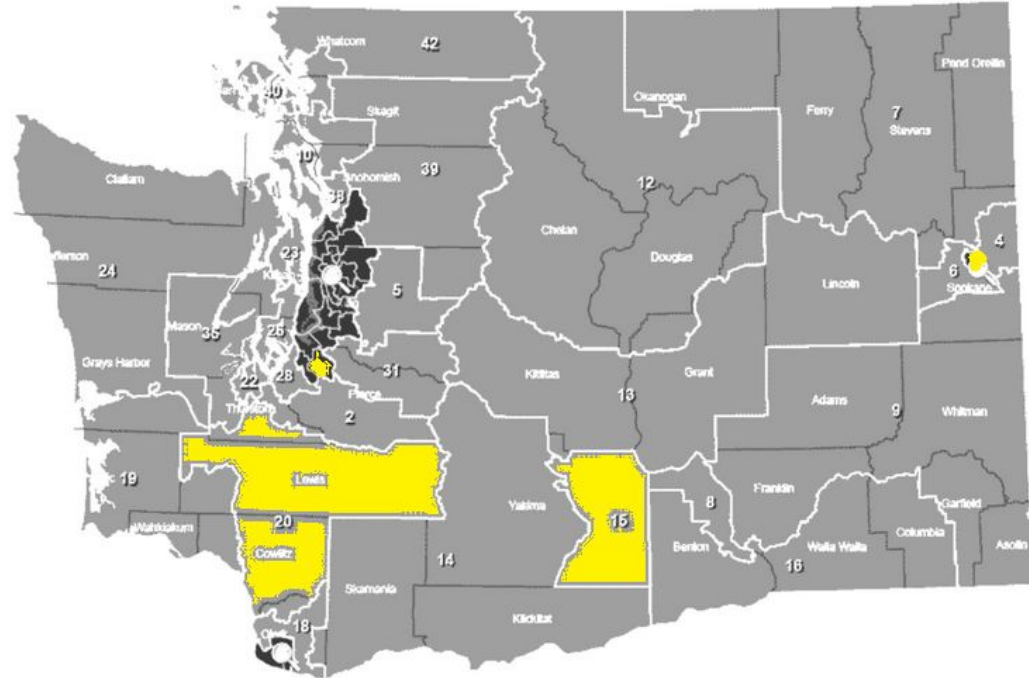 Whatcom
42
Pend Oreille
40
Okanogan
Skagit
Ferry
7
Stevens
10
Snohomish
39
Clallam
12
38
Chelan
4
23
Douglas
6
24
5
Lincoln
Spokane
Mason
35
26
Grays Harbor
31
Kittitas
Grant
22
28
Pierce
13
Adams
9
Whitman
Thurston
2
Lewis
19
Franklin
Yakima
8
Garfield
15
Wahkiakum
20
Columbia
Cowlitz
Benton
Walla Walla
Asotin
14
16
Skamania
Klickitat
18